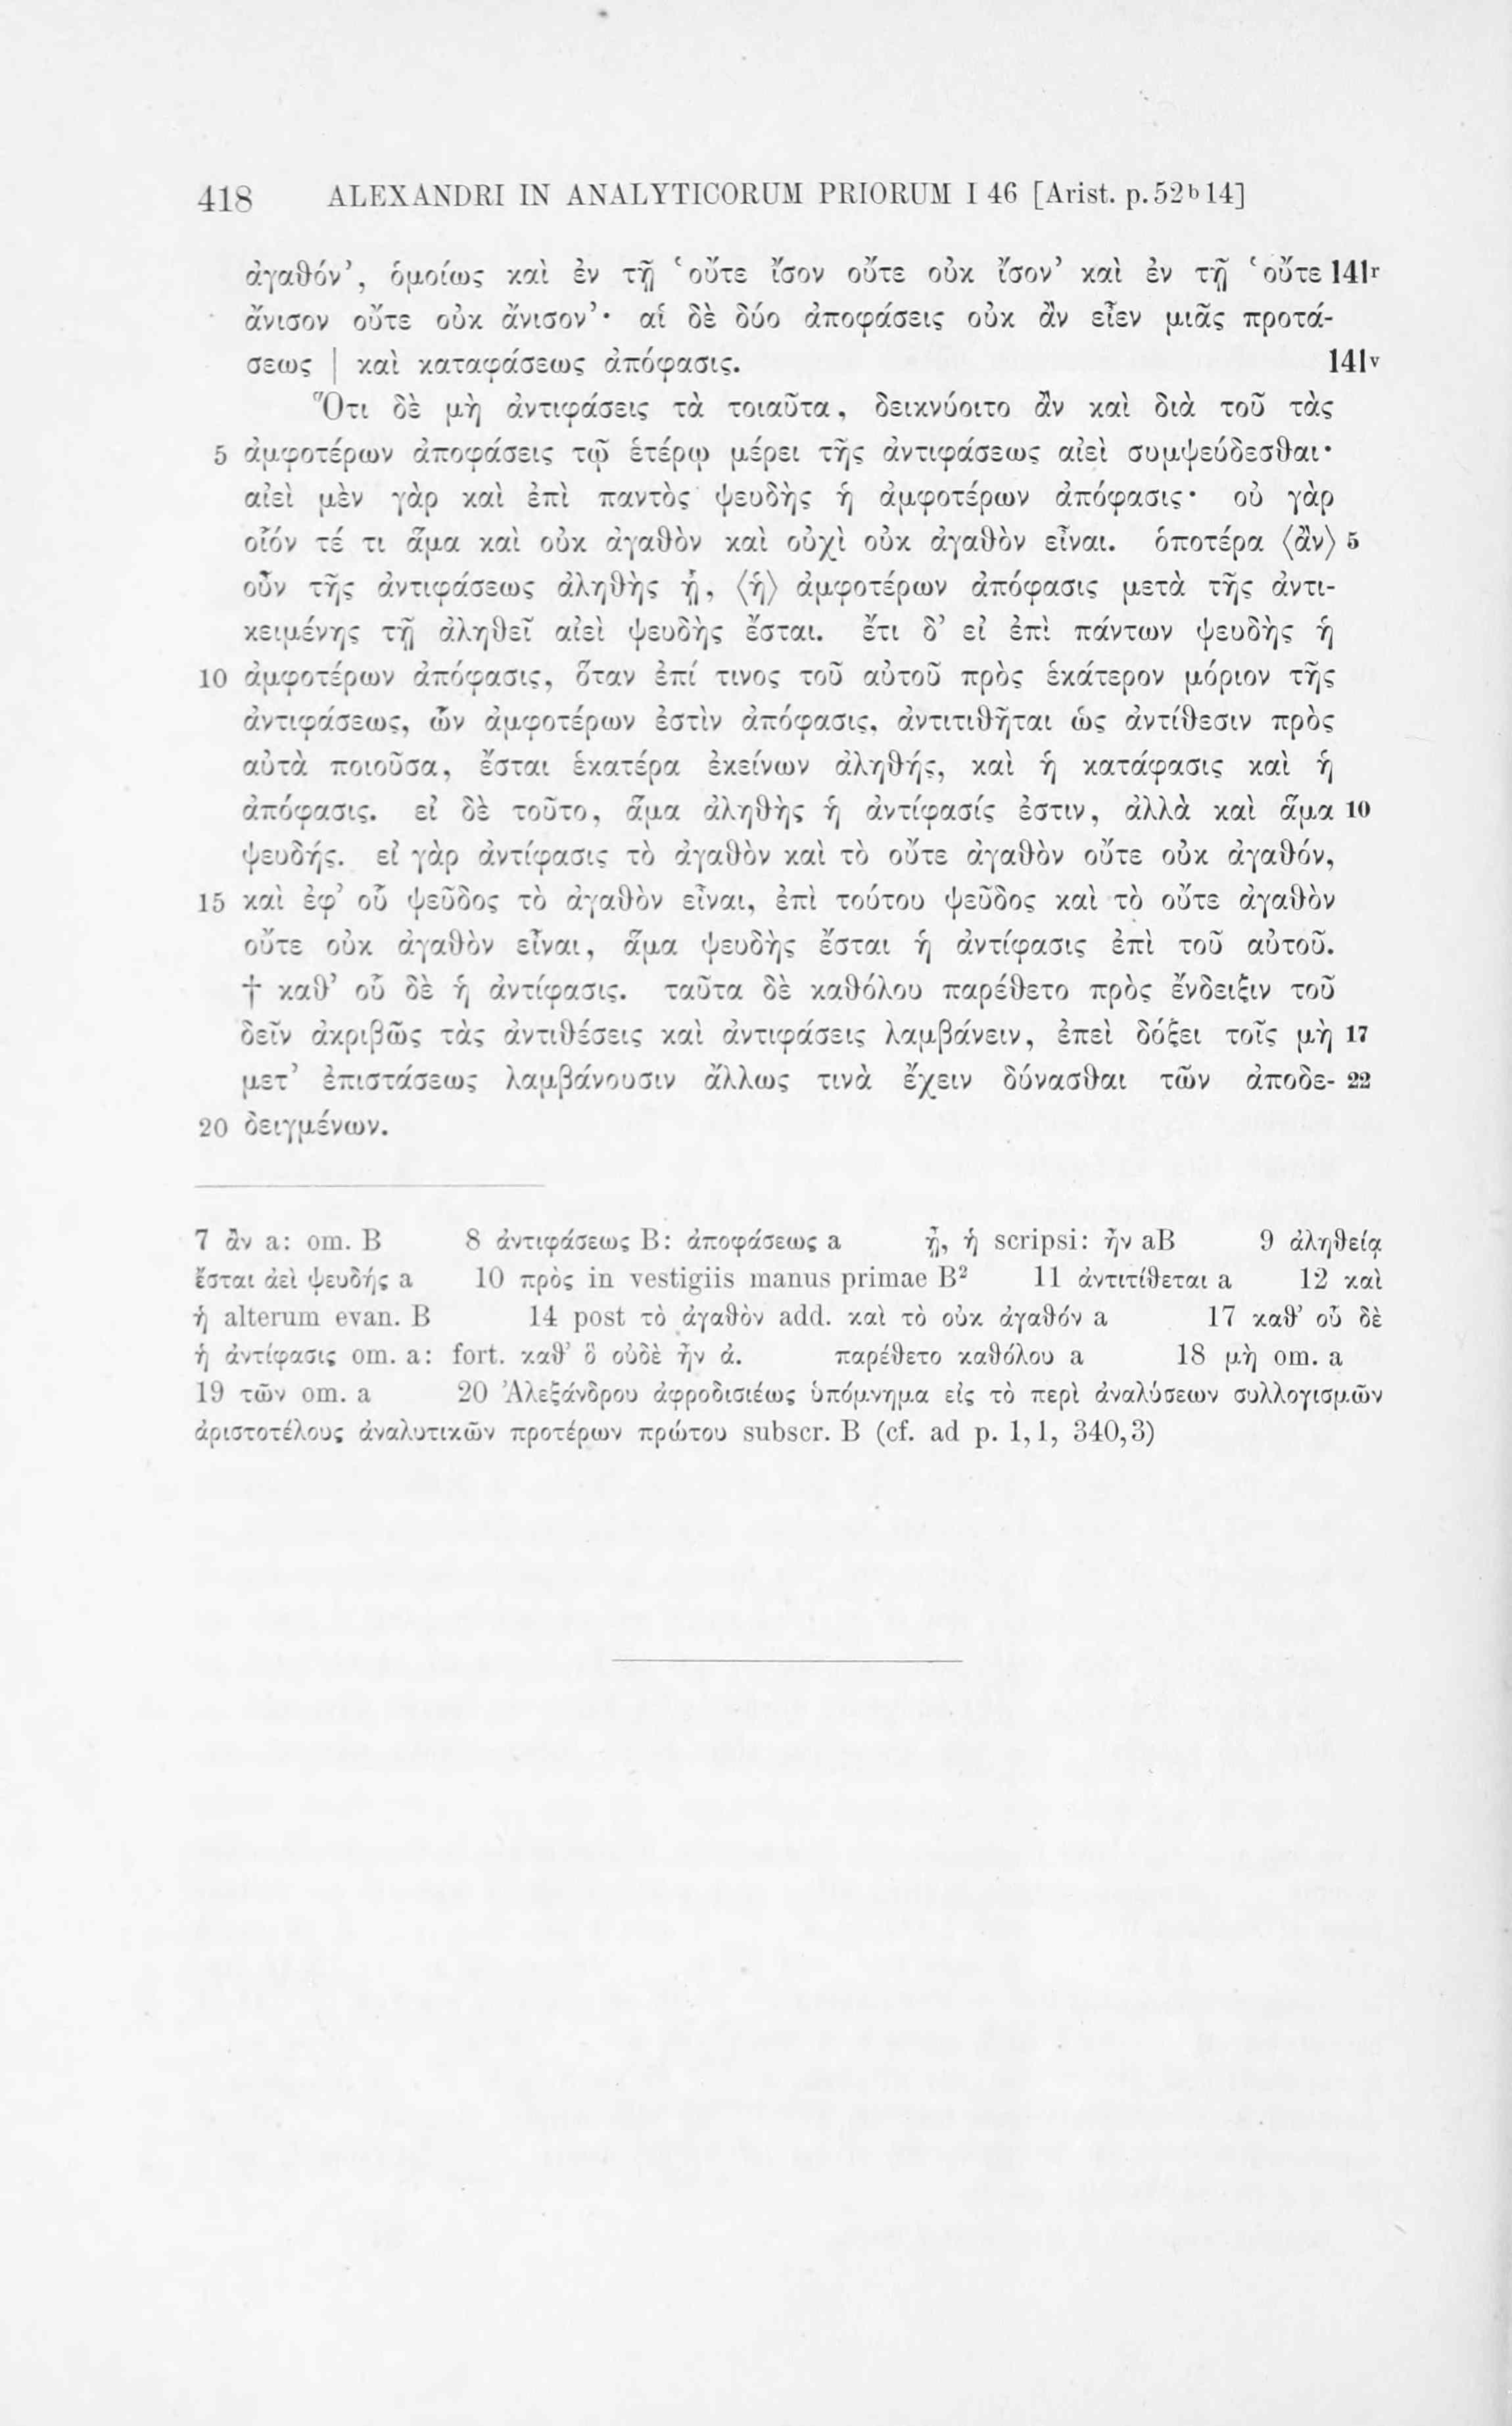 418 ALEXANDRI IN ANALYTICORUM PRIORUM I 46 [Arist. p. 52b14]
ἀγαθόν’, ὁμοίως καὶ ἐν τῇ ‘οὔτε ἴσον οὔτε οὐκ ἴσον’ καὶ ἐν τῇ ‘οὔτε 141r
ἄνισον οὔτε οὐκ ἄνισον’· αἱ δὲ δύο ἀποφάσεις οὐκ ἂν εἶεν μιᾶς προτά-
σεως | καὶ καταφάσεως ἀπόφασις. 141v
Ὅτι δὲ μὴ ἀντιφάσεις τὰ τοιαῦτα, δεικνύοιτο ἂν καὶ διὰ τοῦ τὰς
5 ἀμφοτέρων ἀποφάσεις τῷ ἑτέρῳ μέρει τῆς ἀντιφάσεως αἰεὶ συμψεύδεσθαι·
αἰεὶ μὲν γὰρ καὶ ἐπὶ παντὸς ψευδὴς ἡ ἀμφοτέρων ἀπόφασις· οὐ γὰρ
οἷόν τέ τι ἅμα καὶ οὐκ ἀγαθὸν καὶ οὐχὶ οὐκ ἀγαθὸν εἶναι. ὁποτέρα ⟨ἂν⟩ 5
οὖν τῆς ἀντιφάσεως ἀληθὴς ᾖ, ⟨ἡ⟩ ἀμφοτέρων ἀπόφασις μετὰ τῆς ἀντι-
κειμένης τῇ ἀληθεῖ αἰεὶ ψευδὴς ἔσται. ἔτι δ’ εἰ ἐπὶ πάντων ψευδὴς ἡ
10 ἀμφοτέρων ἀπόφασις, ὅταν ἐπί τινος τοῦ αὐτοῦ πρὸς ἑκάτερον μόριον τῆς
ἀντιφάσεως, ὧν ἀμφοτέρων ἐστὶν ἀπόφασις, ἀντιτιθῆται ὡς ἀντίθεσιν πρὸς
αὐτὰ ποιοῦσα, ἔσται ἑκατέρα ἐκείνων ἀληθής, καὶ ἡ κατάφασις καὶ ἡ
ἀπόφασις. εἰ δὲ τοῦτο, ἅμα ἀληθὴς ἡ ἀντίφασίς ἐστιν, ἀλλὰ καὶ ἅμα 10
ψευδής. εἰ γὰρ ἀντίφασις τὸ ἀγαθὸν καὶ τὸ οὔτε ἀγαθὸν οὔτε οὐκ ἀγαθόν,
15 καὶ ἐφ’ οὗ ψεῦδος τὸ ἀγαθὸν εἶναι, ἐπὶ τούτου ψεῦδος καὶ τὸ οὔτε ἀγαθὸν
οὔτε οὐκ ἀγαθὸν εἶναι, ἅμα ψευδὴς ἔσται ἡ ἀντίφασις ἐπὶ τοῦ αὐτοῦ.
† καθ’ οὗ δὲ ἡ ἀντίφασις. ταῦτα δὲ καθόλου παρέθετο πρὸς ἔνδειξιν τοῦ
δεῖν ἀκριβῶς τὰς ἀντιθέσεις καὶ ἀντιφάσεις λαμβάνειν, ἐπεὶ δόξει τοῖς μὴ 17
μετ’ ἐπιστάσεως λαμβάνουσιν ἄλλως τινὰ ἔχειν δύνασθαι τῶν ἀποδε- 22
20 δειγμένων.
7 ἂν a: om. B 8 ἀντιφάσεως B: ἀποφάσεως a ᾖ, ἡ scripsi: ἦν aB 9 ἀληθείᾳ
ἔσται ἀεὶ ψευδής a 10 πρὸς in vestigiis manus primae B² 11 ἀντιτίθεται a 12 καὶ
ἡ alterum evan. B 14 post τὸ ἀγαθὸν add. καὶ τὸ οὐκ ἀγαθόν a 17 καθ’ οὗ δὲ
ἡ ἀντίφασις om. a: fort. καθ’ ὃ οὐδὲ ἦν ἀ. παρέθετο καθόλου a 18 μὴ om. a
19 τῶν om. a 20 Ἀλεξάνδρου ἀφροδισιέως ὑπόμνημα εἰς τὸ περὶ ἀναλύσεων συλλογισμῶν
ἀριστοτέλους ἀναλυτικῶν προτέρων πρώτου subscr. B (cf. ad p. 1,1, 340,3)